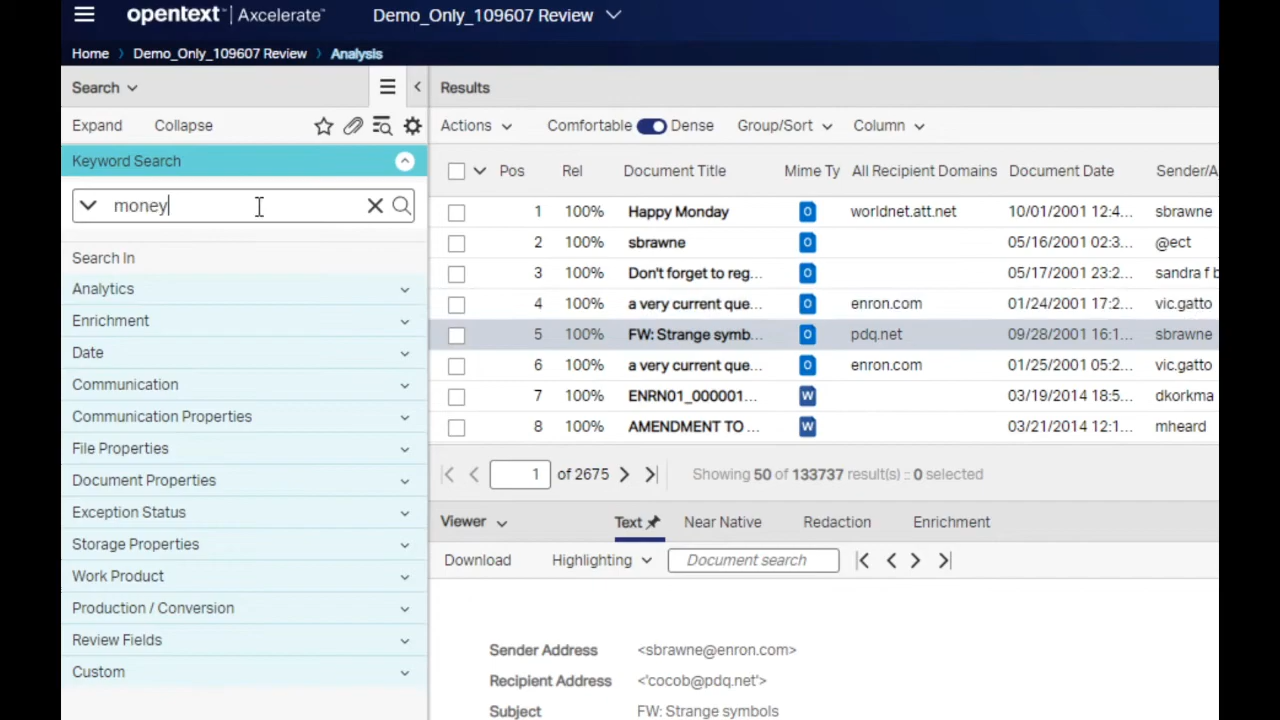 opentext™ | Axcelerate™ Demo_Only_109607 Review
Home > Demo_Only_109607 Review > Analysis
Search
Results
Expand Collapse
Actions Comfortable Dense Group/Sort Column
Keyword Search
Pos Rel Document Title Mime Ty All Recipient Domains Document Date Sender/A
money
1 100% Happy Monday O worldnet.att.net 10/01/2001 12:4... sbrawne
2 100% sbrawne O 05/16/2001 02:3... @ect
Search In
3 100% Don't forget to reg... O 05/17/2001 23:2... sandra f b
Analytics
4 100% a very current que... O enron.com 01/24/2001 17:2... vic.gatto
Enrichment
5 100% FW: Strange symb... O pdq.net 09/28/2001 16:1... sbrawne
Date
6 100% a very current que... O enron.com 01/25/2001 05:2... vic.gatto
Communication
7 100% ENRN01_000001... W 03/19/2014 18:5... dkorkma
Communication Properties
8 100% AMENDMENT TO ... W 03/21/2014 12:1... mheard
File Properties
Document Properties
1 of 2675 Showing 50 of 133737 result(s) :: 0 selected
Exception Status
Viewer Text Near Native Redaction Enrichment
Storage Properties
Download Highlighting Document search
Work Product
Production / Conversion
Review Fields
Custom
Sender Address <sbrawne@enron.com>
Recipient Address <'cocob@pdq.net'>
Subject FW: Strange symbols